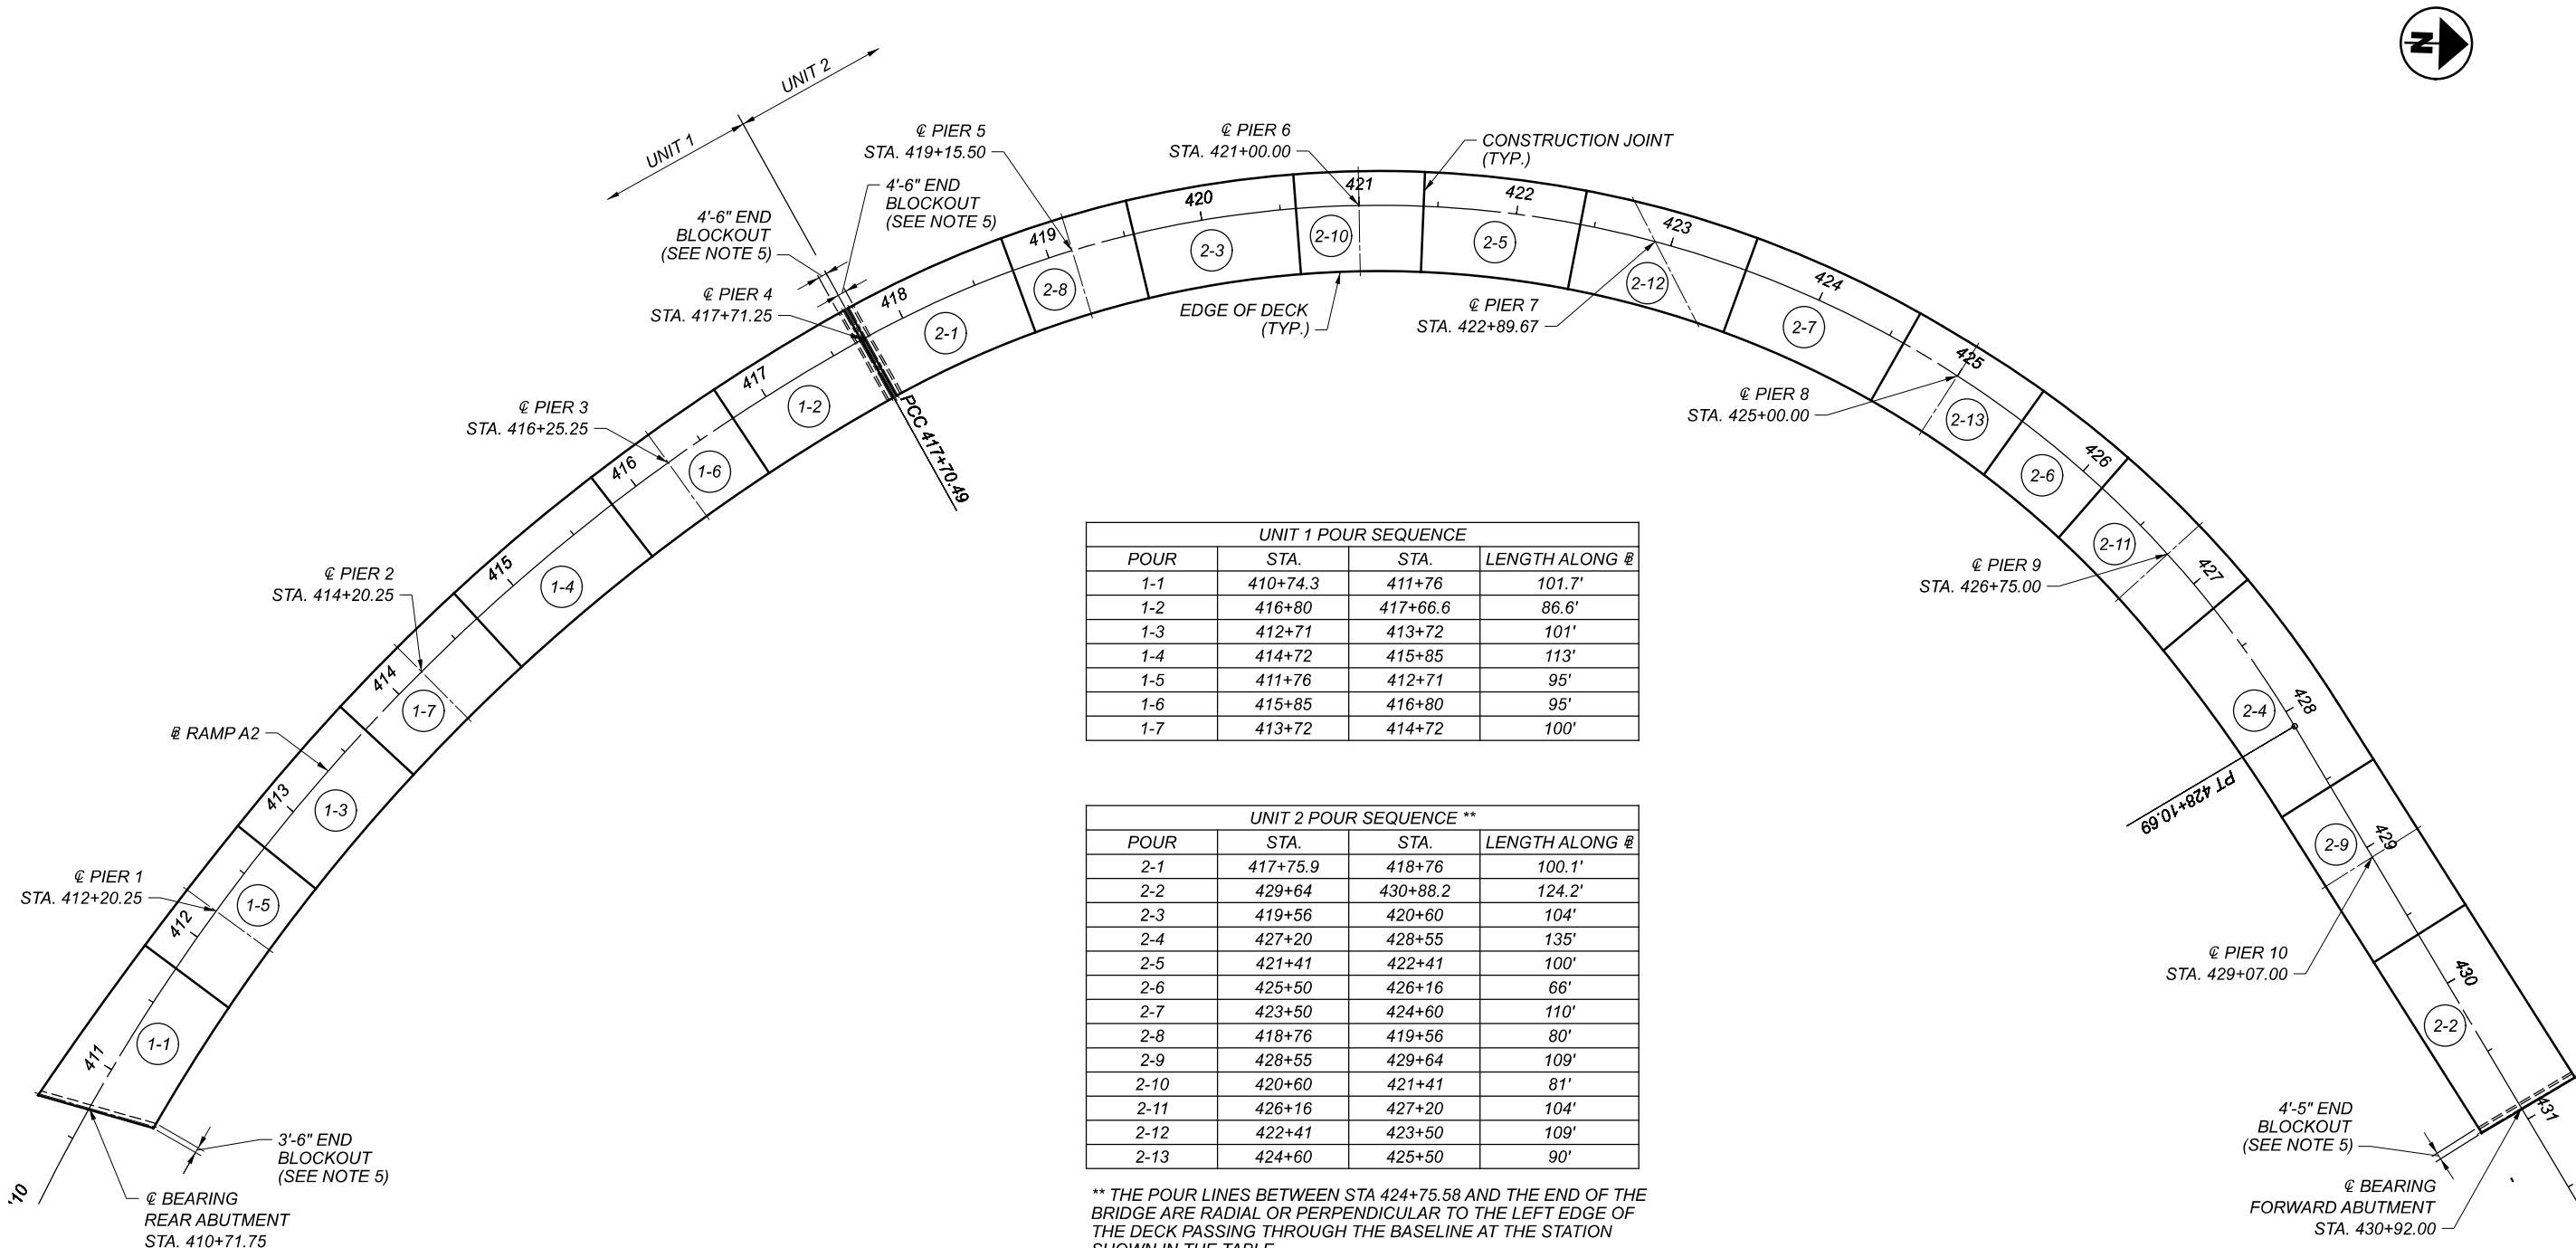 N
UNIT 2
UNIT 1
℄ PIER 5
STA. 419+15.50
℄ PIER 6
STA. 421+00.00
CONSTRUCTION JOINT
(TYP.)
4'-6" END
BLOCKOUT
(SEE NOTE 5)
4'-6" END
BLOCKOUT
(SEE NOTE 5)
℄ PIER 4
STA. 417+71.25
℄ PIER 3
STA. 416+25.25
℄ PIER 2
STA. 414+20.25
℄ RAMP A2
℄ PIER 1
STA. 412+20.25
EDGE OF DECK
(TYP.)
℄ PIER 7
STA. 422+89.67
℄ PIER 8
STA. 425+00.00
℄ PIER 9
STA. 426+75.00
℄ PIER 10
STA. 429+07.00
PCC 417+70.49
PT 428+10.69
'10
411
412
413
414
415
416
417
418
419
420
421
422
423
424
425
426
427
428
429
430
431
1-1
1-5
1-3
1-7
1-4
1-6
1-2
2-1
2-8
2-3
2-10
2-5
2-12
2-7
2-13
2-6
2-11
2-4
2-9
2-2
3'-6" END
BLOCKOUT
(SEE NOTE 5)
℄ BEARING
REAR ABUTMENT
STA. 410+71.75
4'-5" END
BLOCKOUT
(SEE NOTE 5)
℄ BEARING
FORWARD ABUTMENT
STA. 430+92.00
UNIT 1 POUR SEQUENCE
POUR STA. STA. LENGTH ALONG ℄
1-1 410+74.3 411+76 101.7'
1-2 416+80 417+66.6 86.6'
1-3 412+71 413+72 101'
1-4 414+72 415+85 113'
1-5 411+76 412+71 95'
1-6 415+85 416+80 95'
1-7 413+72 414+72 100'
UNIT 2 POUR SEQUENCE **
POUR STA. STA. LENGTH ALONG ℄
2-1 417+75.9 418+76 100.1'
2-2 429+64 430+88.2 124.2'
2-3 419+56 420+60 104'
2-4 427+20 428+55 135'
2-5 421+41 422+41 100'
2-6 425+50 426+16 66'
2-7 423+50 424+60 110'
2-8 418+76 419+56 80'
2-9 428+55 429+64 109'
2-10 420+60 421+41 81'
2-11 426+16 427+20 104'
2-12 422+41 423+50 109'
2-13 424+60 425+50 90'
** THE POUR LINES BETWEEN STA 424+75.58 AND THE END OF THE
BRIDGE ARE RADIAL OR PERPENDICULAR TO THE LEFT EDGE OF
THE DECK PASSING THROUGH THE BASELINE AT THE STATION
SHOWN IN THE TABLE